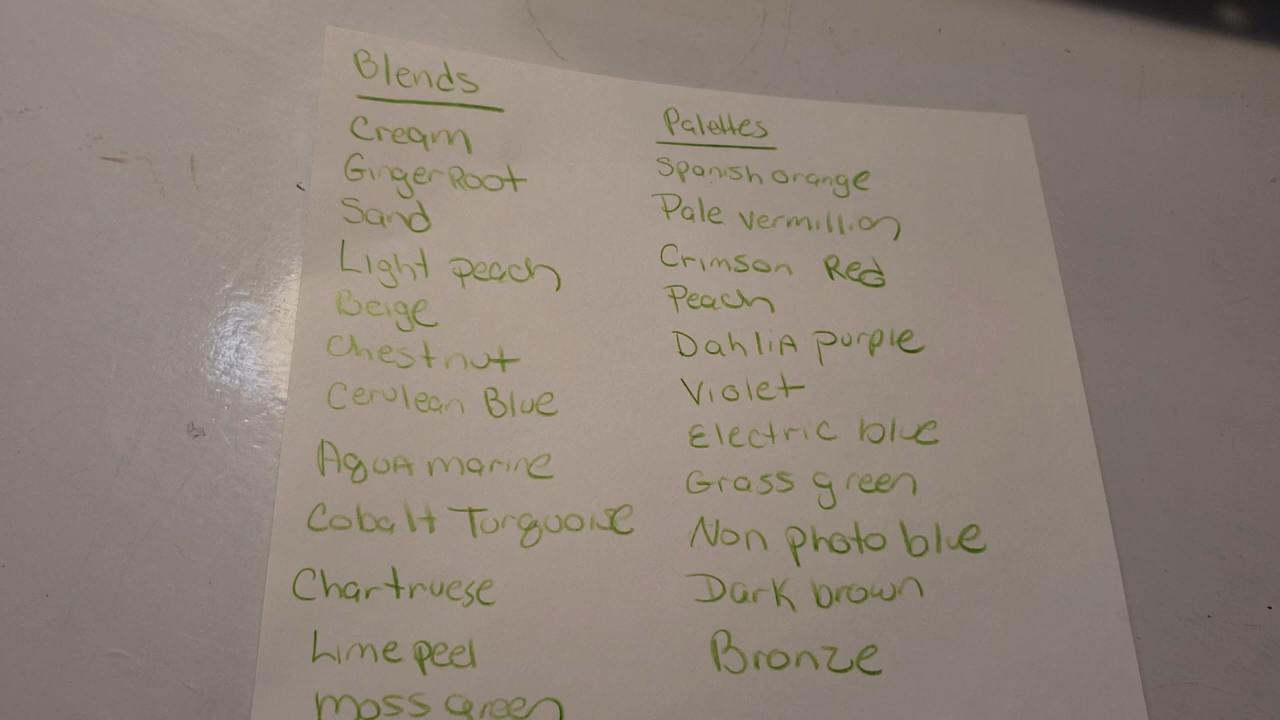 Blends
Cream
Ginger Root
Sand
Light peach
Beige
Chestnut
Cerulean Blue
Aqua marine
Cobalt Turquoise
Chartruese
Lime peel
moss green
Palettes
Spanish orange
Pale vermillion
Crimson Red
Peach
Dahlia purple
Violet
Electric blue
Grass green
Non photo blue
Dark brown
Bronze